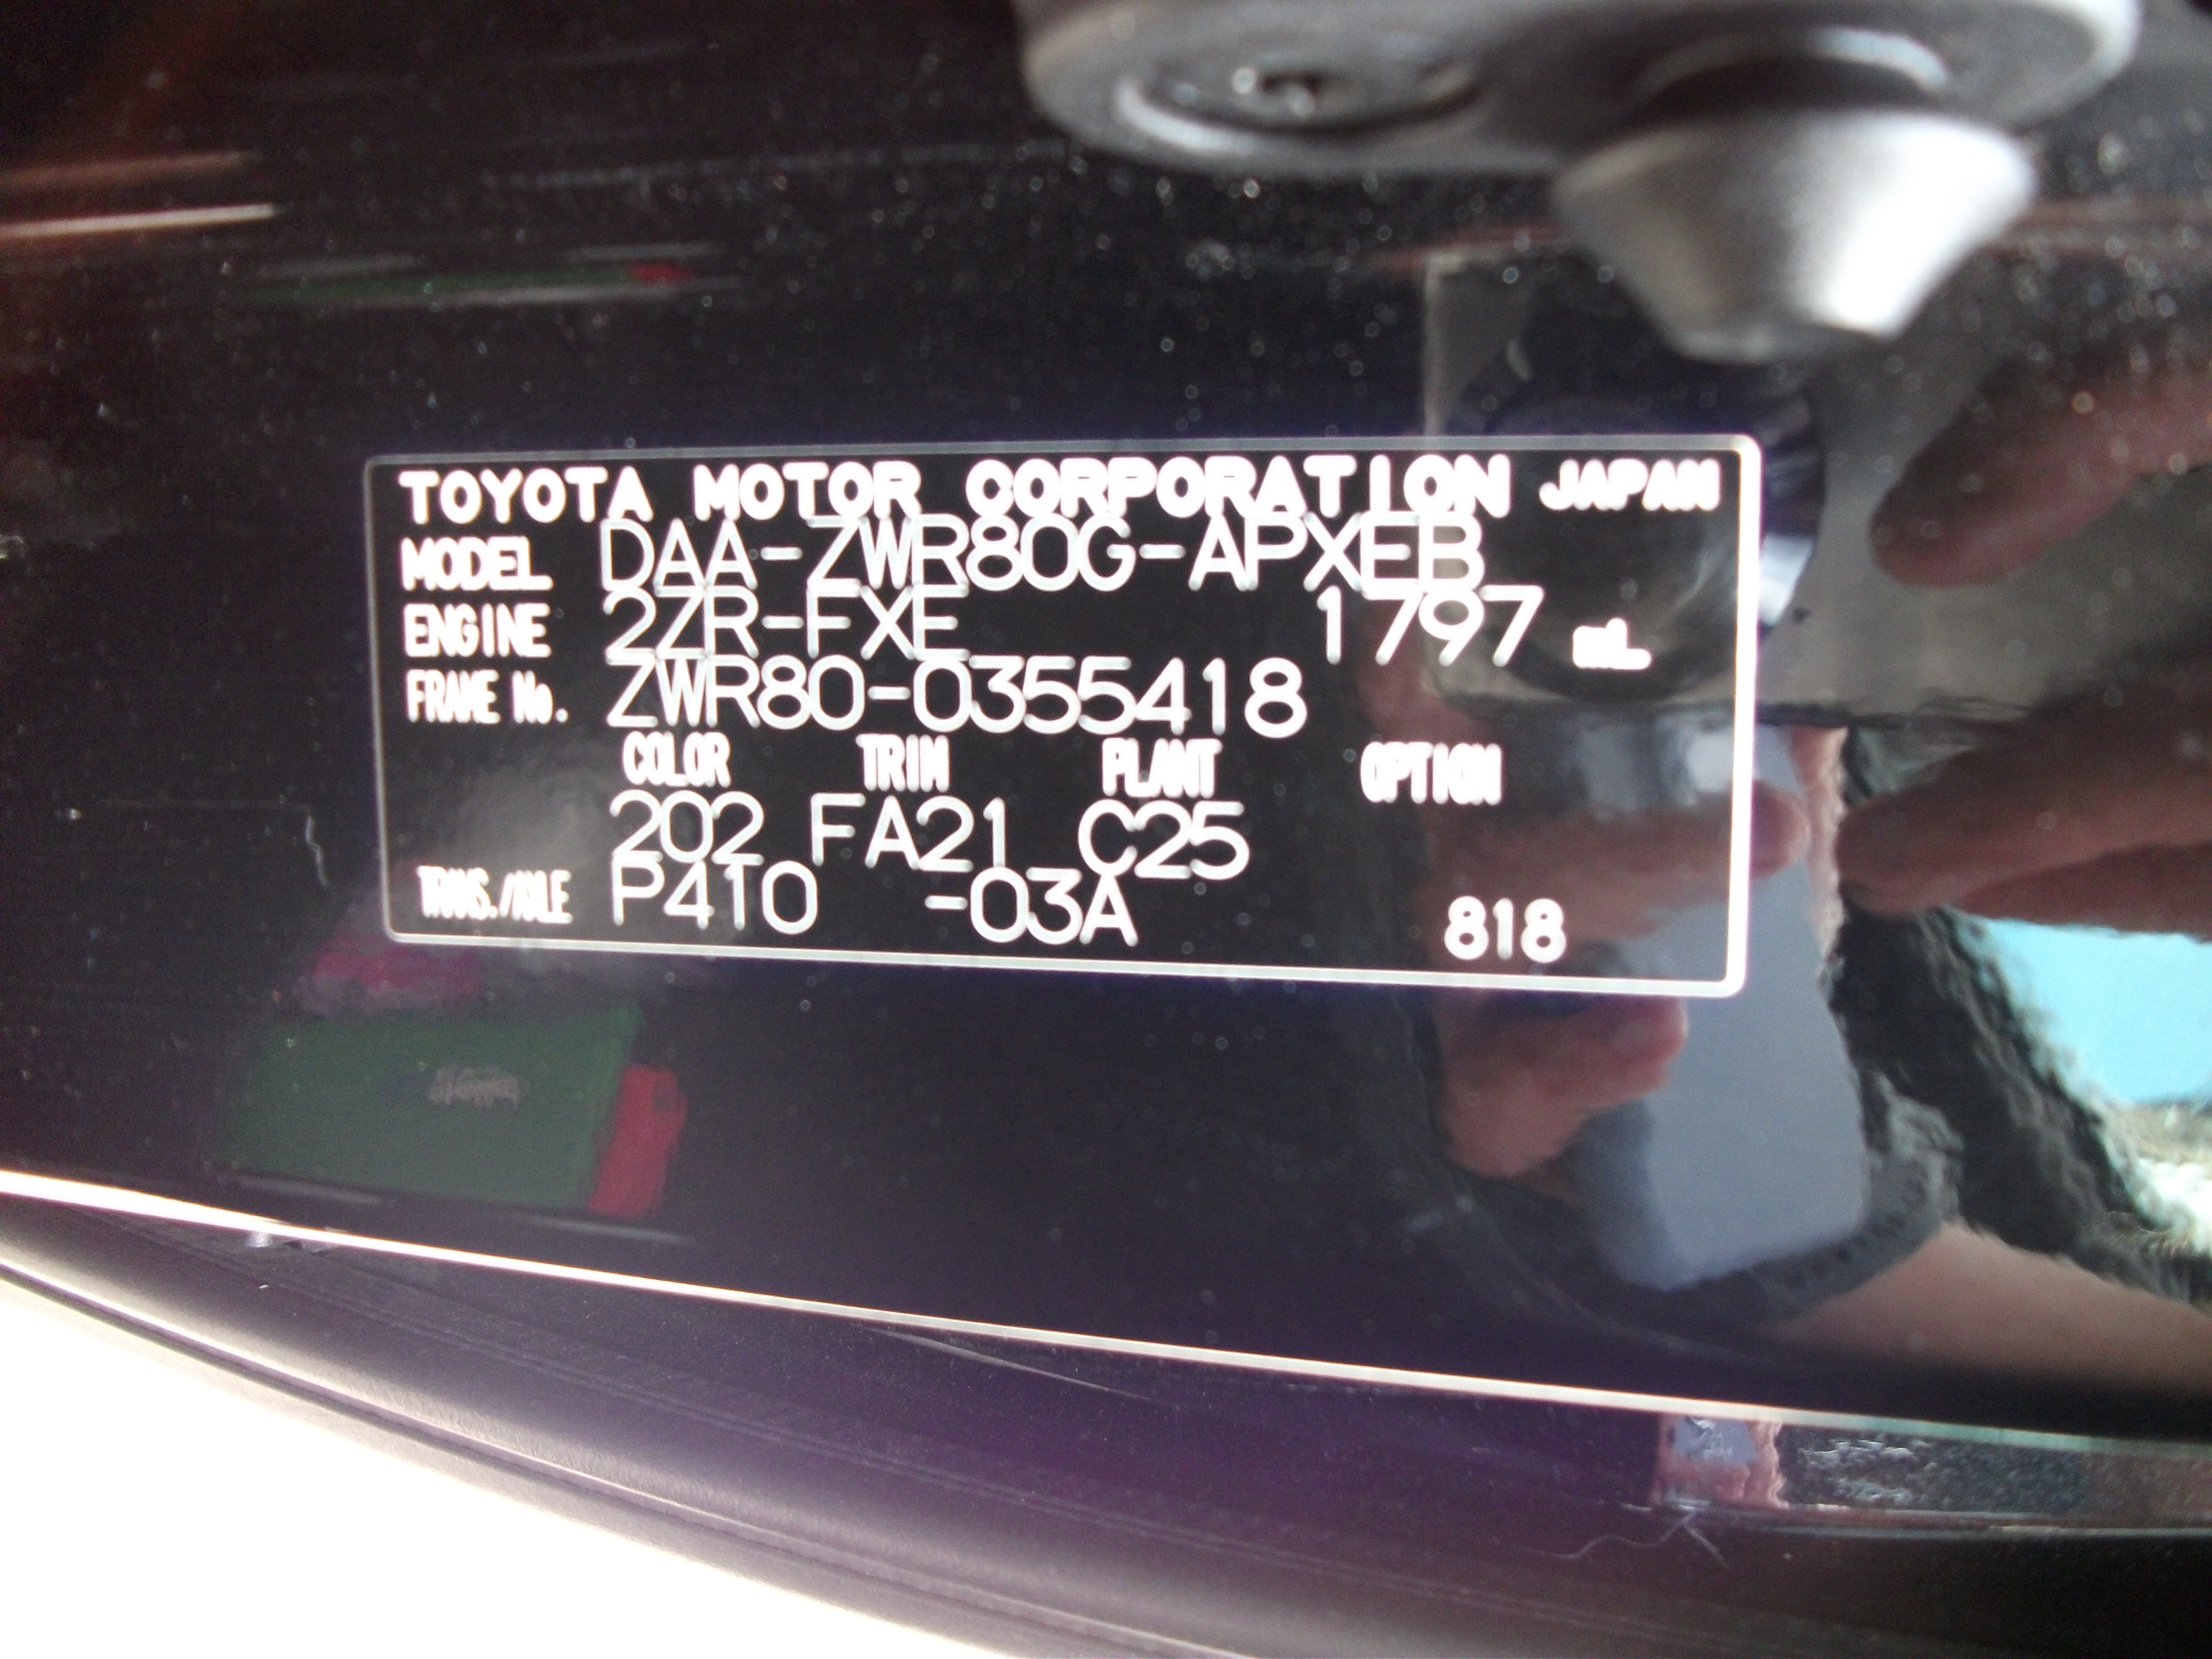 TOYOTA MOTOR CORPORATION JAPAN
MODEL DAA-ZWR80G-APXEB
ENGINE 2ZR-FXE 1797 mL
FRAME No. ZWR80-0355418
COLOR TRIM PLANT OPTION
202 FA21 C25
TRANS./AXLE P410 -03A 818